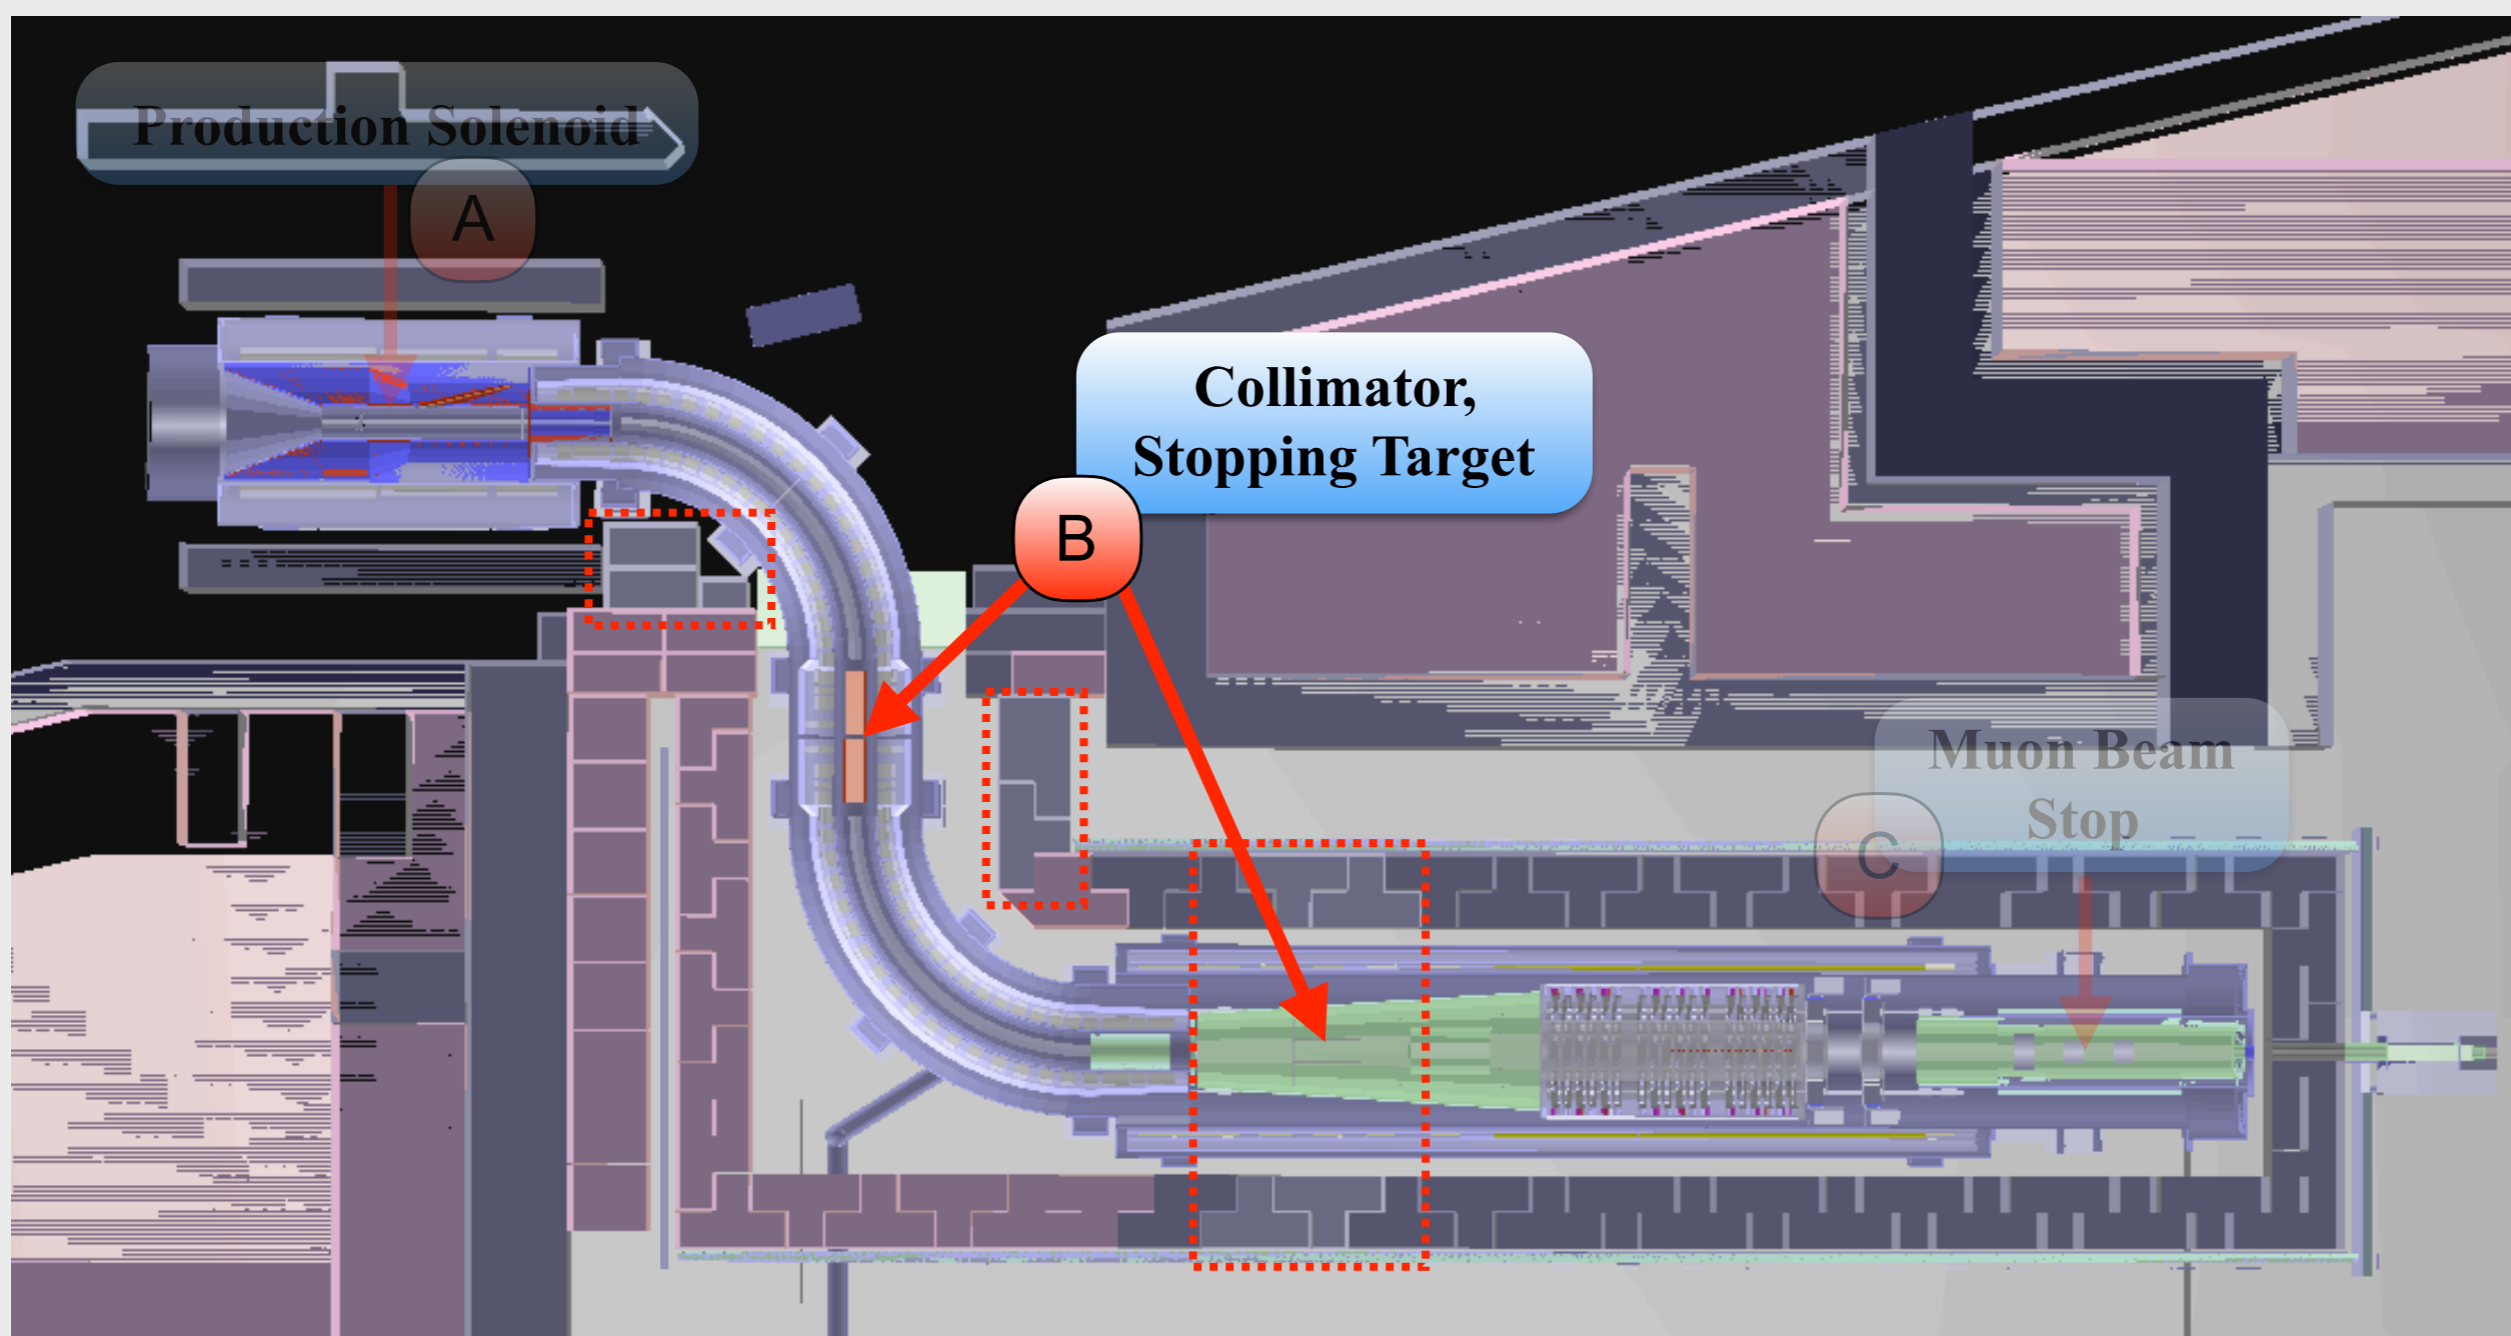 Production Solenoid
A
Collimator,
Stopping Target
B
Muon Beam
Stop
C